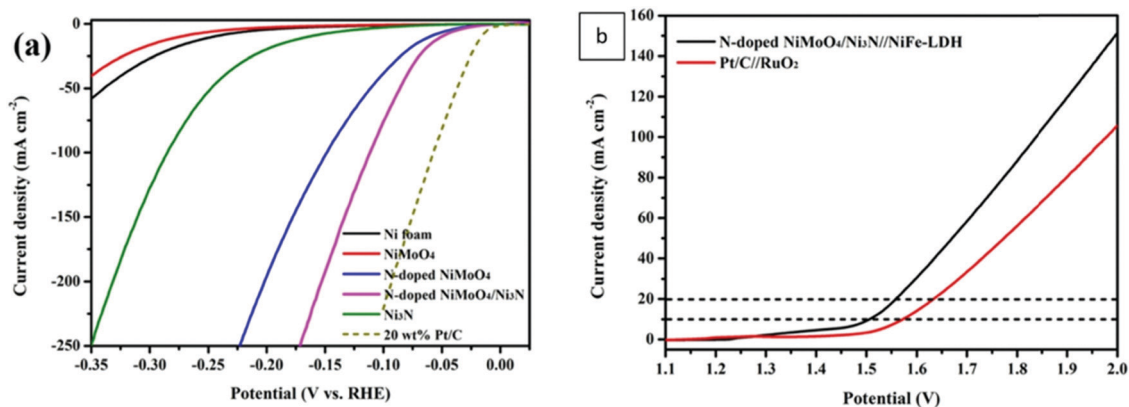 (a)
0
-50
-100
-150
-200
-250
Current density (mA cm⁻²)
Ni foam
NiMoO₄
N-doped NiMoO₄
N-doped NiMoO₄/Ni₃N
Ni₃N
20 wt% Pt/C
-0.35 -0.30 -0.25 -0.20 -0.15 -0.10 -0.05 0.00
Potential (V vs. RHE)
b
160
140
120
100
80
60
40
20
0
Current density (mA cm⁻²)
N-doped NiMoO₄/Ni₃N//NiFe-LDH
Pt/C//RuO₂
1.1 1.2 1.3 1.4 1.5 1.6 1.7 1.8 1.9 2.0
Potential (V)